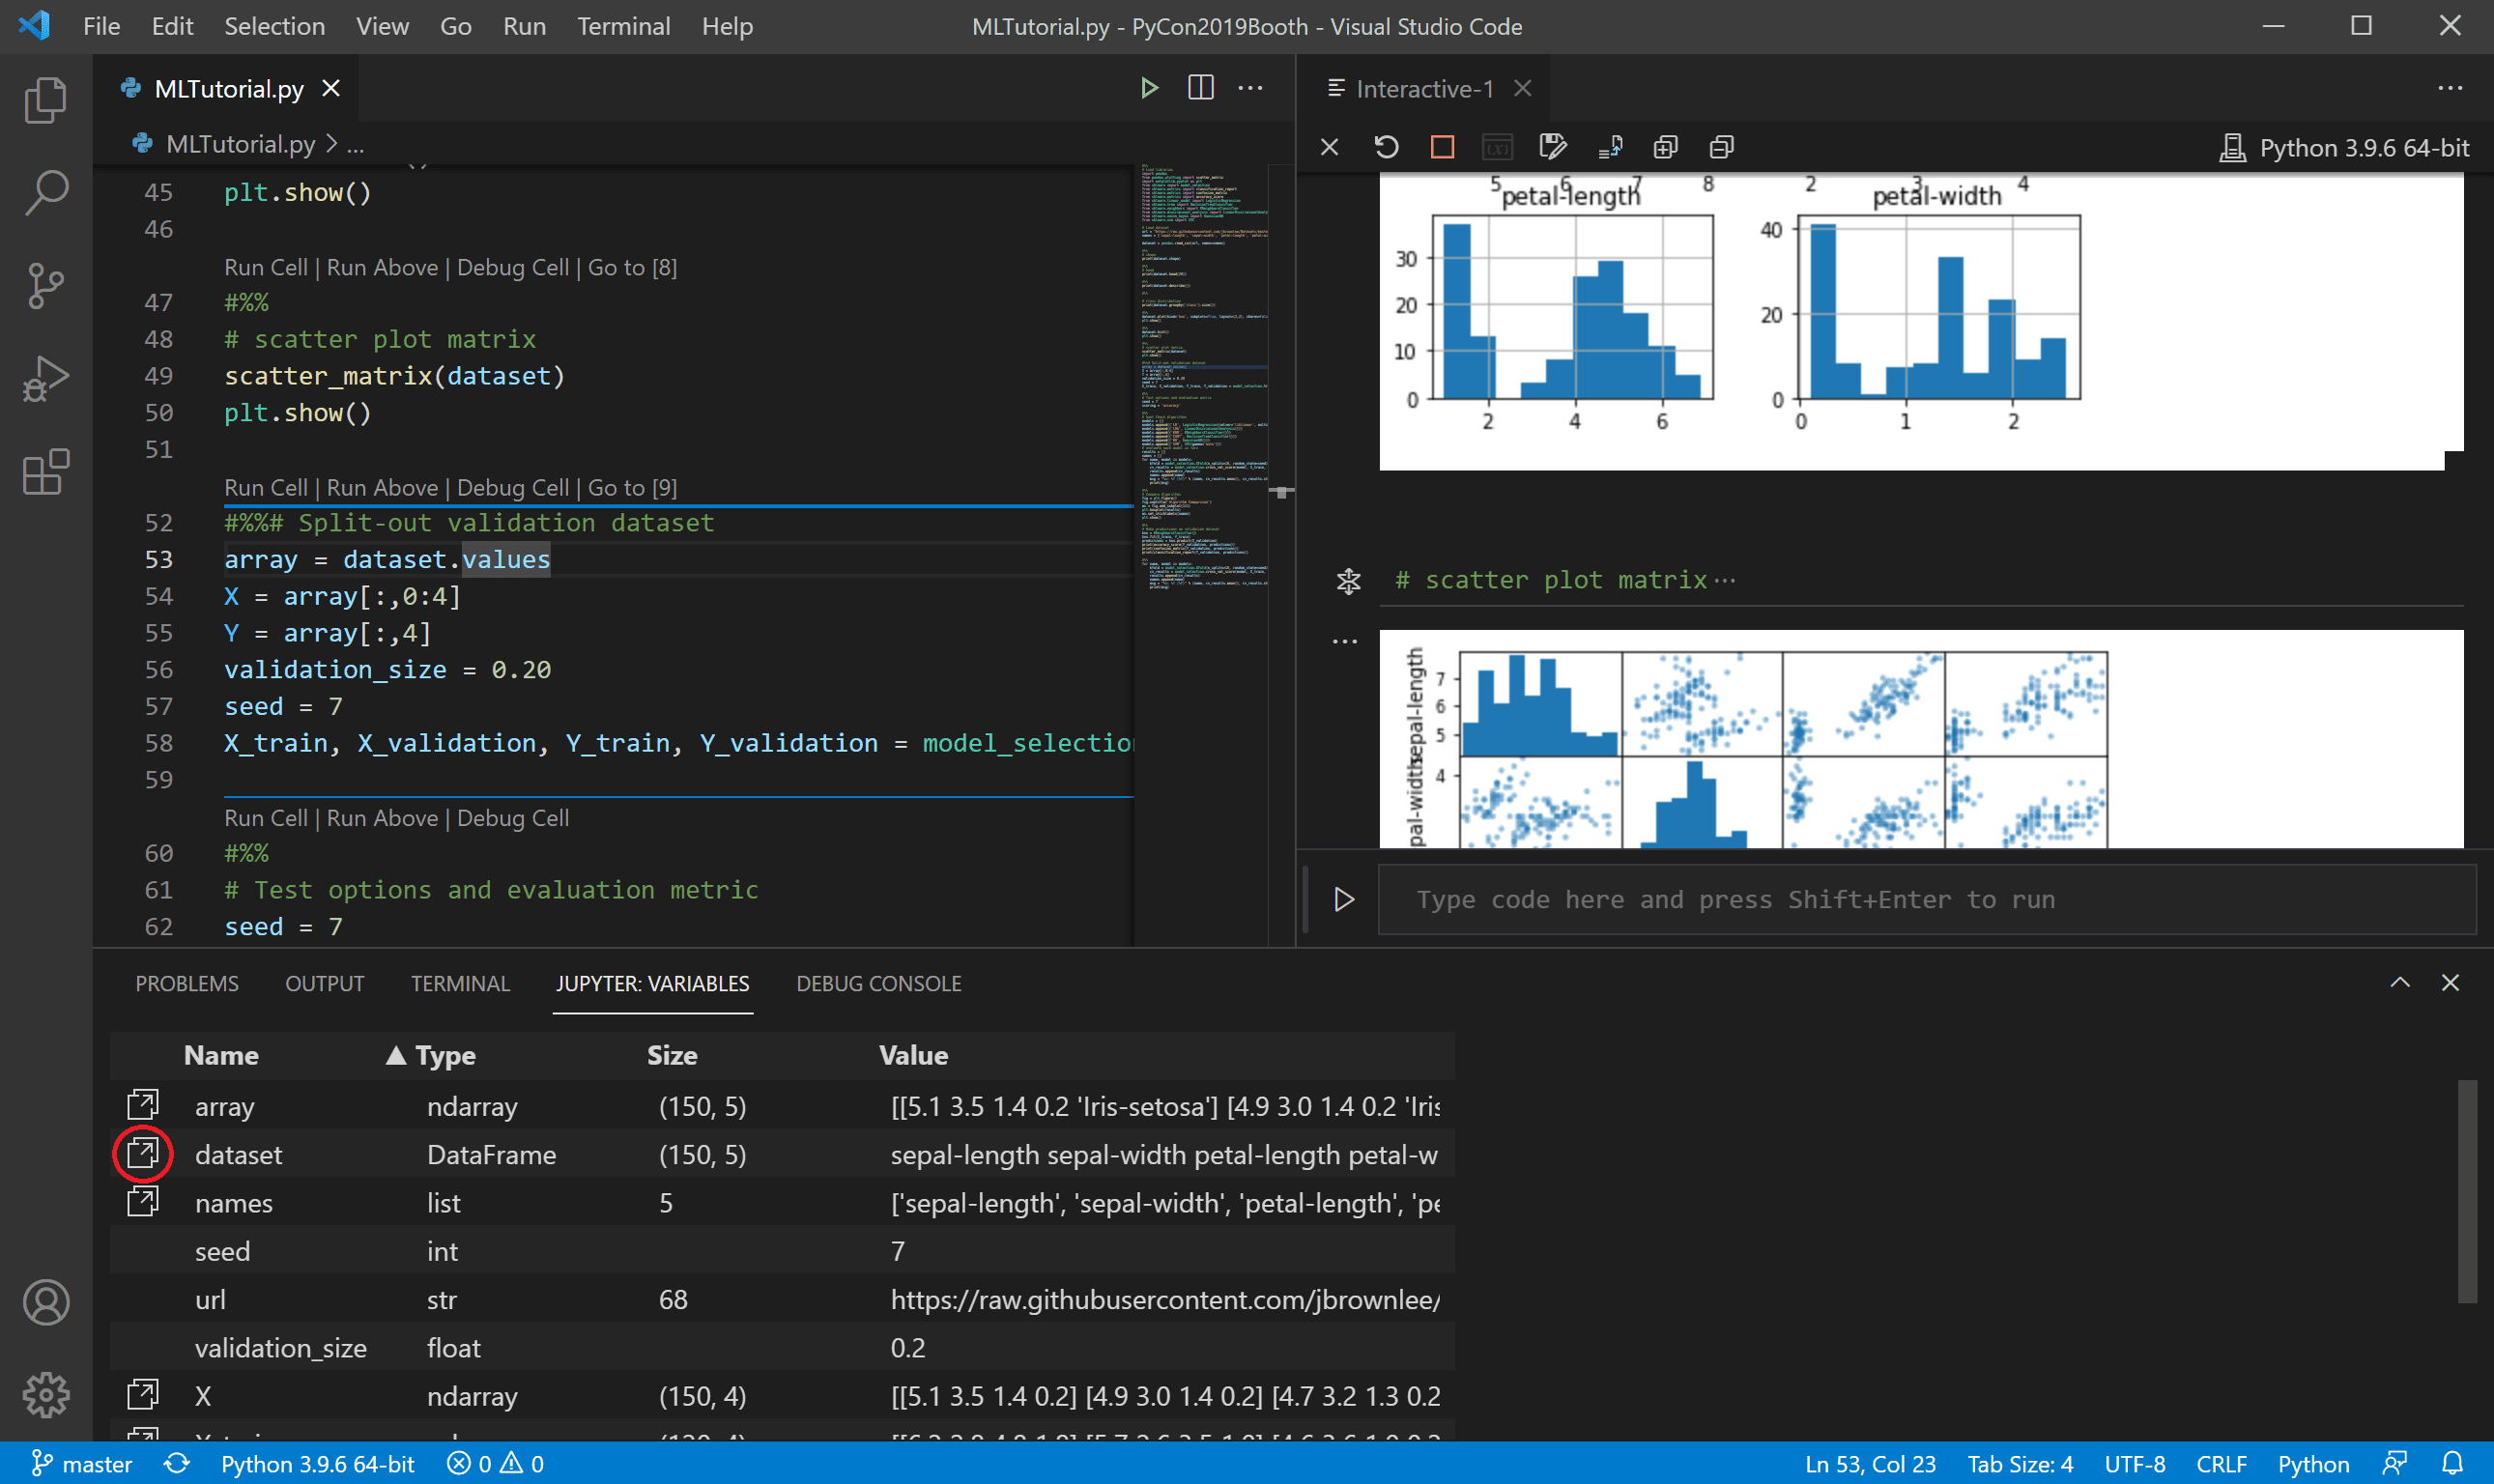 File Edit Selection View Go Run Terminal Help
MLTutorial.py - PyCon2019Booth - Visual Studio Code
MLTutorial.py
MLTutorial.py > ...
45 plt.show()
46
Run Cell | Run Above | Debug Cell | Go to [8]
47 #%%
48 # scatter plot matrix
49 scatter_matrix(dataset)
50 plt.show()
51
Run Cell | Run Above | Debug Cell | Go to [9]
52 #%%# Split-out validation dataset
53 array = dataset.values
54 X = array[:,0:4]
55 Y = array[:,4]
56 validation_size = 0.20
57 seed = 7
58 X_train, X_validation, Y_train, Y_validation = model_selectio
59
Run Cell | Run Above | Debug Cell
60 #%%
61 # Test options and evaluation metric
62 seed = 7
Interactive-1
Python 3.9.6 64-bit
5 6 7 8 2 3 4
petal-length petal-width
30
20
10
0
2 4 6
40
20
0
0 1 2
# scatter plot matrix...
sepal-length
7
6
5
pal-width
4
Type code here and press Shift+Enter to run
PROBLEMS OUTPUT TERMINAL JUPYTER: VARIABLES DEBUG CONSOLE
Name Type Size Value
array ndarray (150, 5) [[5.1 3.5 1.4 0.2 'Iris-setosa'] [4.9 3.0 1.4 0.2 'Iris
dataset DataFrame (150, 5) sepal-length sepal-width petal-length petal-w
names list 5 ['sepal-length', 'sepal-width', 'petal-length', 'pe
seed int 7
url str 68 https://raw.githubusercontent.com/jbrownlee/
validation_size float 0.2
X ndarray (150, 4) [[5.1 3.5 1.4 0.2] [4.9 3.0 1.4 0.2] [4.7 3.2 1.3 0.2
master Python 3.9.6 64-bit 0 0 Ln 53, Col 23 Tab Size: 4 UTF-8 CRLF Python